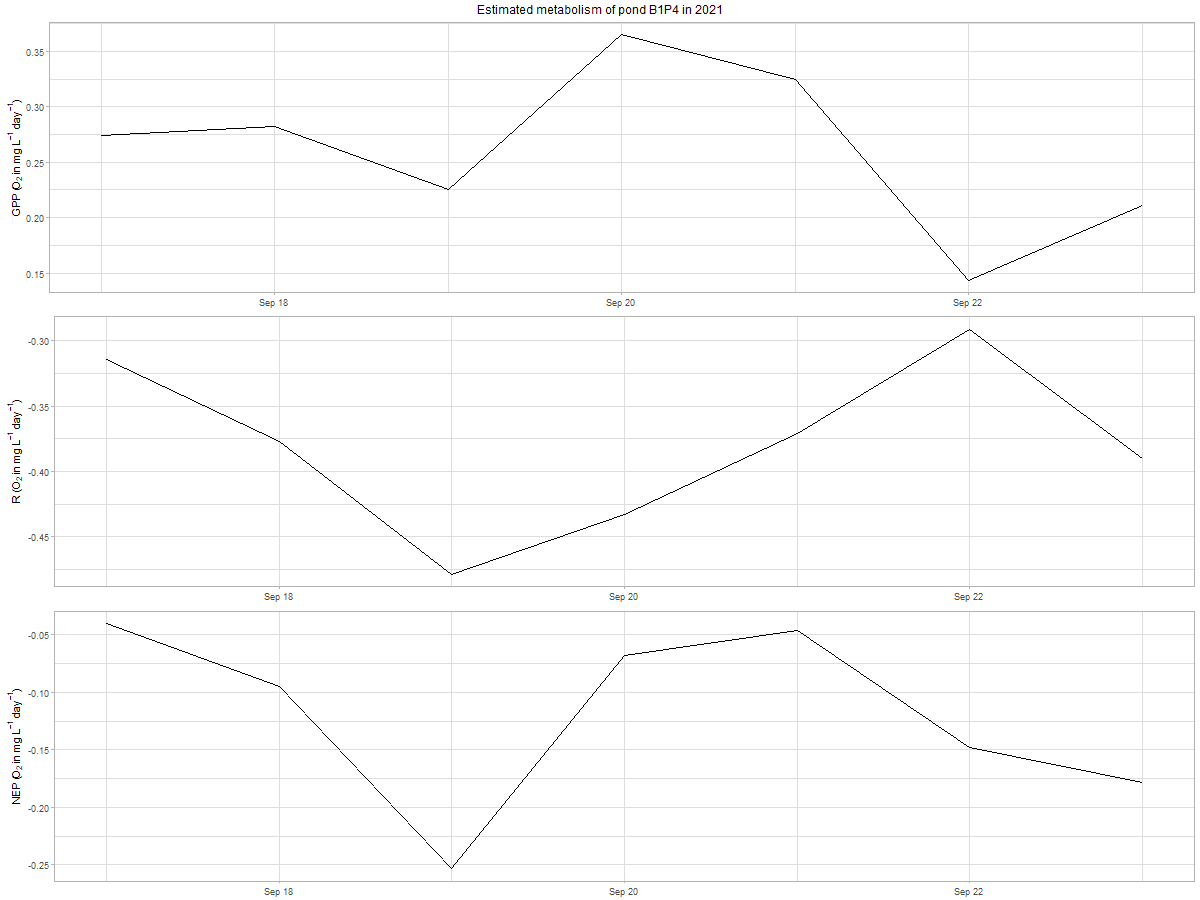 Estimated metabolism of pond B1P4 in 2021
GPP (O₂ in mg L⁻¹ day⁻¹)
0.35
0.30
0.25
0.20
0.15
Sep 18 Sep 20 Sep 22
R (O₂ in mg L⁻¹ day⁻¹)
-0.30
-0.35
-0.40
-0.45
Sep 18 Sep 20 Sep 22
NEP (O₂ in mg L⁻¹ day⁻¹)
-0.05
-0.10
-0.15
-0.20
-0.25
Sep 18 Sep 20 Sep 22